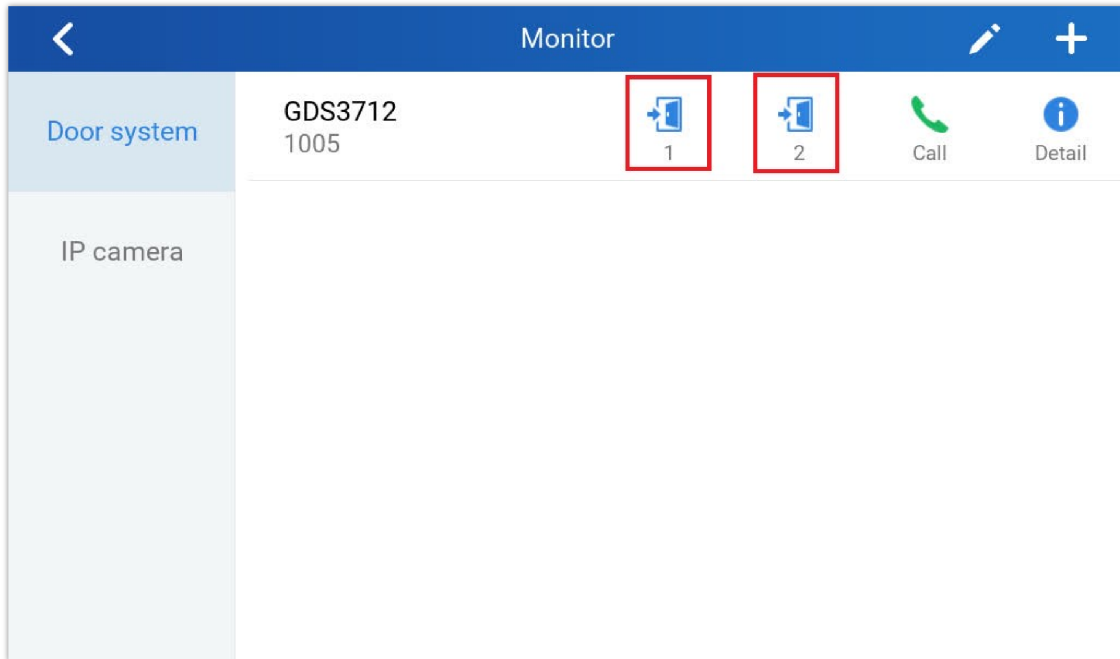 Monitor
Door system
GDS3712
1005
1
2
Call
Detail
IP camera